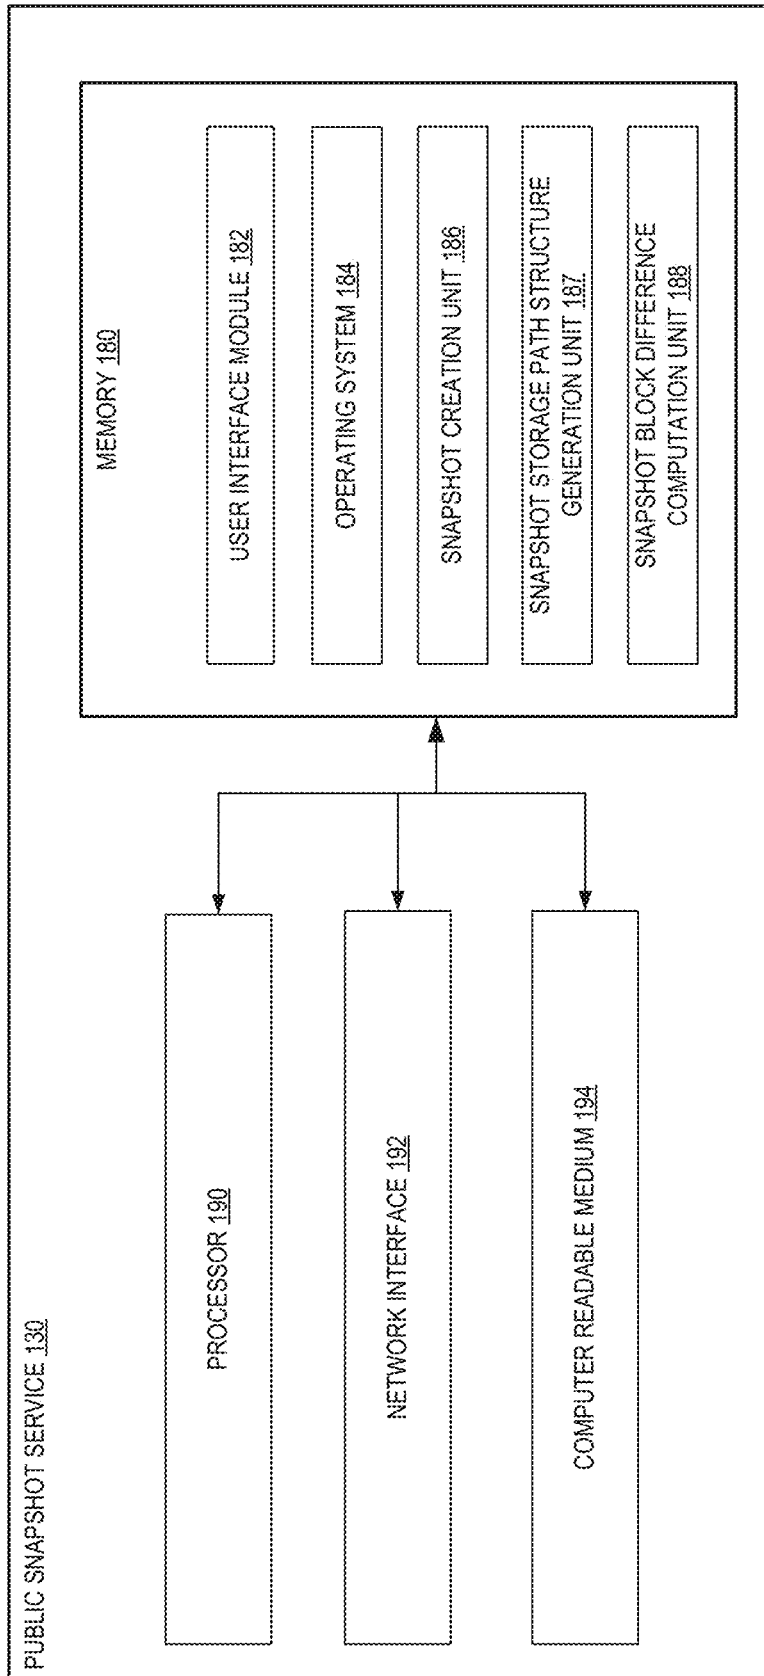 PUBLIC SNAPSHOT SERVICE 130
PROCESSOR 190
NETWORK INTERFACE 192
COMPUTER READABLE MEDIUM 194
MEMORY 180
USER INTERFACE MODULE 182
OPERATING SYSTEM 184
SNAPSHOT CREATION UNIT 186
SNAPSHOT STORAGE PATH STRUCTURE
GENERATION UNIT 187
SNAPSHOT BLOCK DIFFERENCE
COMPUTATION UNIT 188